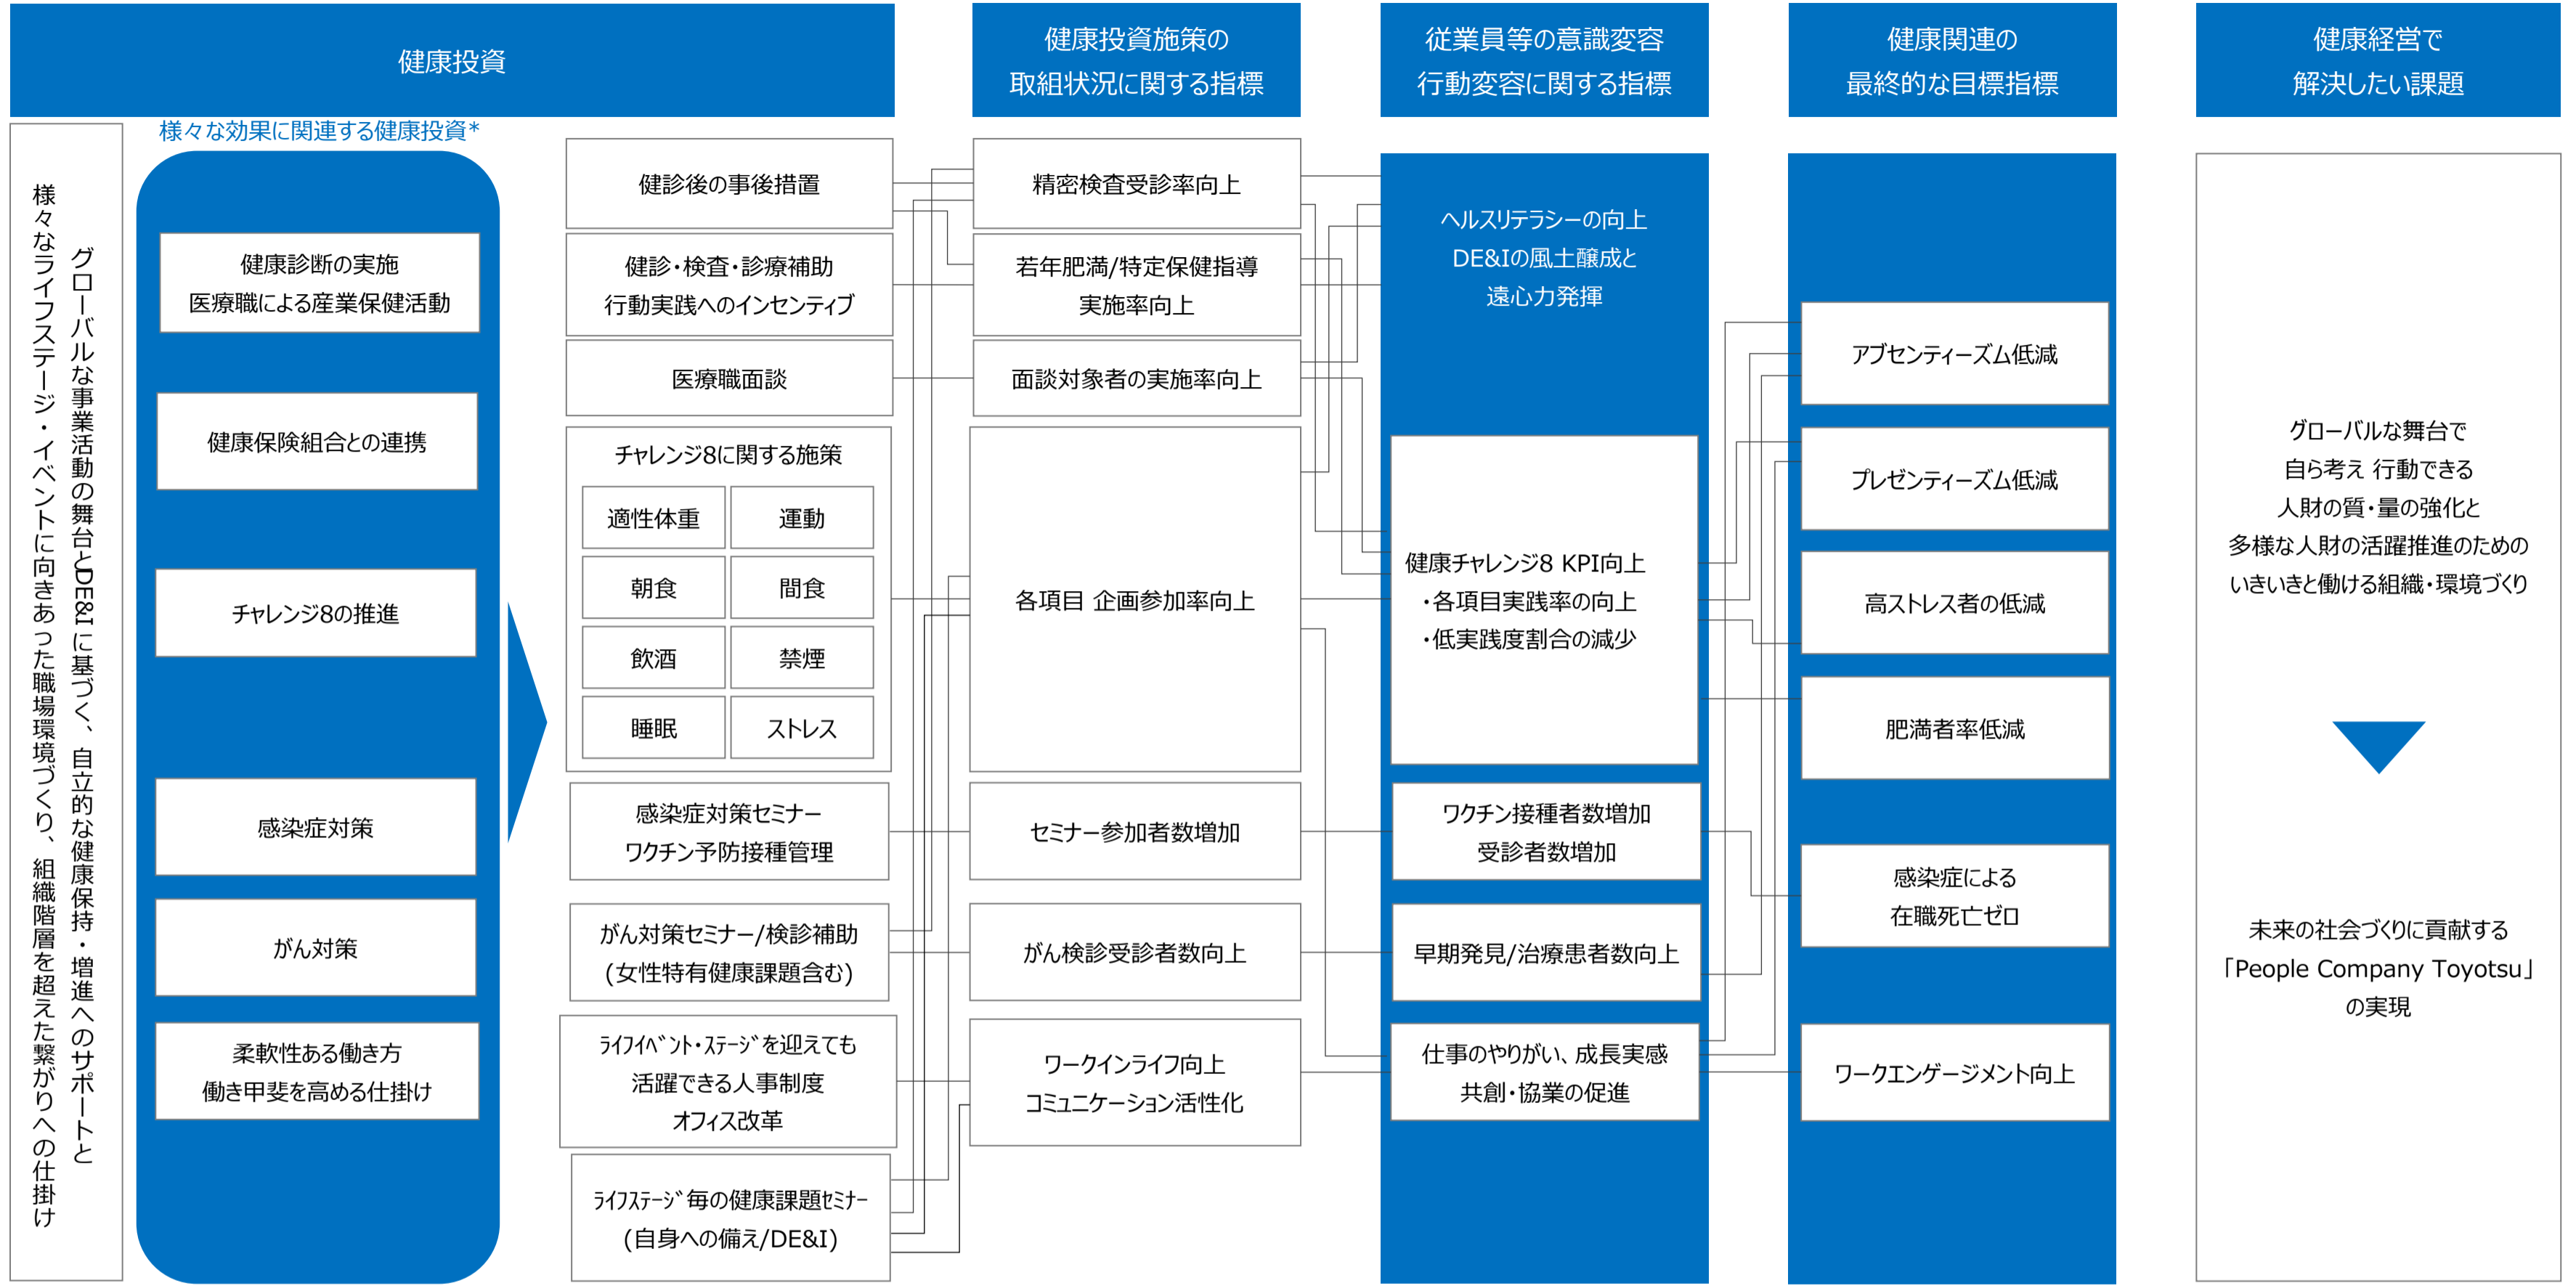 健康投資
健康投資施策の
取組状況に関する指標
従業員等の意識変容
行動変容に関する指標
健康関連の
最終的な目標指標
健康経営で
解決したい課題
グローバルな事業活動の舞台とDE&Iに基づく、自立的な健康保持・増進へのサポートと
様々なライフステージ・イベントに向きあった職場環境づくり、組織階層を超えた繋がりへの仕掛け
様々な効果に関連する健康投資*
健康診断の実施
医療職による産業保健活動
健康保険組合との連携
チャレンジ8の推進
感染症対策
がん対策
柔軟性ある働き方
働き甲斐を高める仕掛け
健診後の事後措置
健診・検査・診療補助
行動実践へのインセンティブ
医療職面談
チャレンジ8に関する施策
適性体重
運動
朝食
間食
飲酒
禁煙
睡眠
ストレス
感染症対策セミナー
ワクチン予防接種管理
がん対策セミナー/検診補助
(女性特有健康課題含む)
ﾗｲﾌｲﾍﾞﾝﾄ・ｽﾃｰｼﾞを迎えても
活躍できる人事制度
オフィス改革
ﾗｲﾌｽﾃｰｼﾞ毎の健康課題ｾﾐﾅｰ
(自身への備え/DE&I)
精密検査受診率向上
若年肥満/特定保健指導
実施率向上
面談対象者の実施率向上
各項目 企画参加率向上
セミナー参加者数増加
がん検診受診者数向上
ワークインライフ向上
コミュニケーション活性化
ヘルスリテラシーの向上
DE&Iの風土醸成と
遠心力発揮
健康チャレンジ8 KPI向上
・各項目実践率の向上
・低実践度割合の減少
ワクチン接種者数増加
受診者数増加
早期発見/治療患者数向上
仕事のやりがい、成長実感
共創・協業の促進
アブセンティーズム低減
プレゼンティーズム低減
高ストレス者の低減
肥満者率低減
感染症による
在職死亡ゼロ
ワークエンゲージメント向上
グローバルな舞台で
自ら考え 行動できる
人財の質・量の強化と
多様な人財の活躍推進のための
いきいきと働ける組織・環境づくり
未来の社会づくりに貢献する
「People Company Toyotsu」
の実現